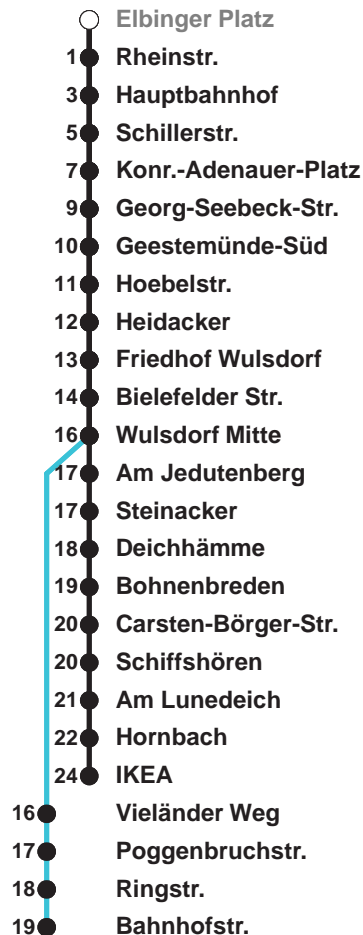 Elbinger Platz
1 Rheinstr.
3 Hauptbahnhof
5 Schillerstr.
7 Konr.-Adenauer-Platz
9 Georg-Seebeck-Str.
10 Geestemünde-Süd
11 Hoebelstr.
12 Heidacker
13 Friedhof Wulsdorf
14 Bielefelder Str.
16 Wulsdorf Mitte
17 Am Jedutenberg
17 Steinacker
18 Deichhämme
19 Bohnenbreden
20 Carsten-Börger-Str.
20 Schiffshören
21 Am Lunedeich
22 Hornbach
24 IKEA
16 Vieländer Weg
17 Poggenbruchstr.
18 Ringstr.
19 Bahnhofstr.